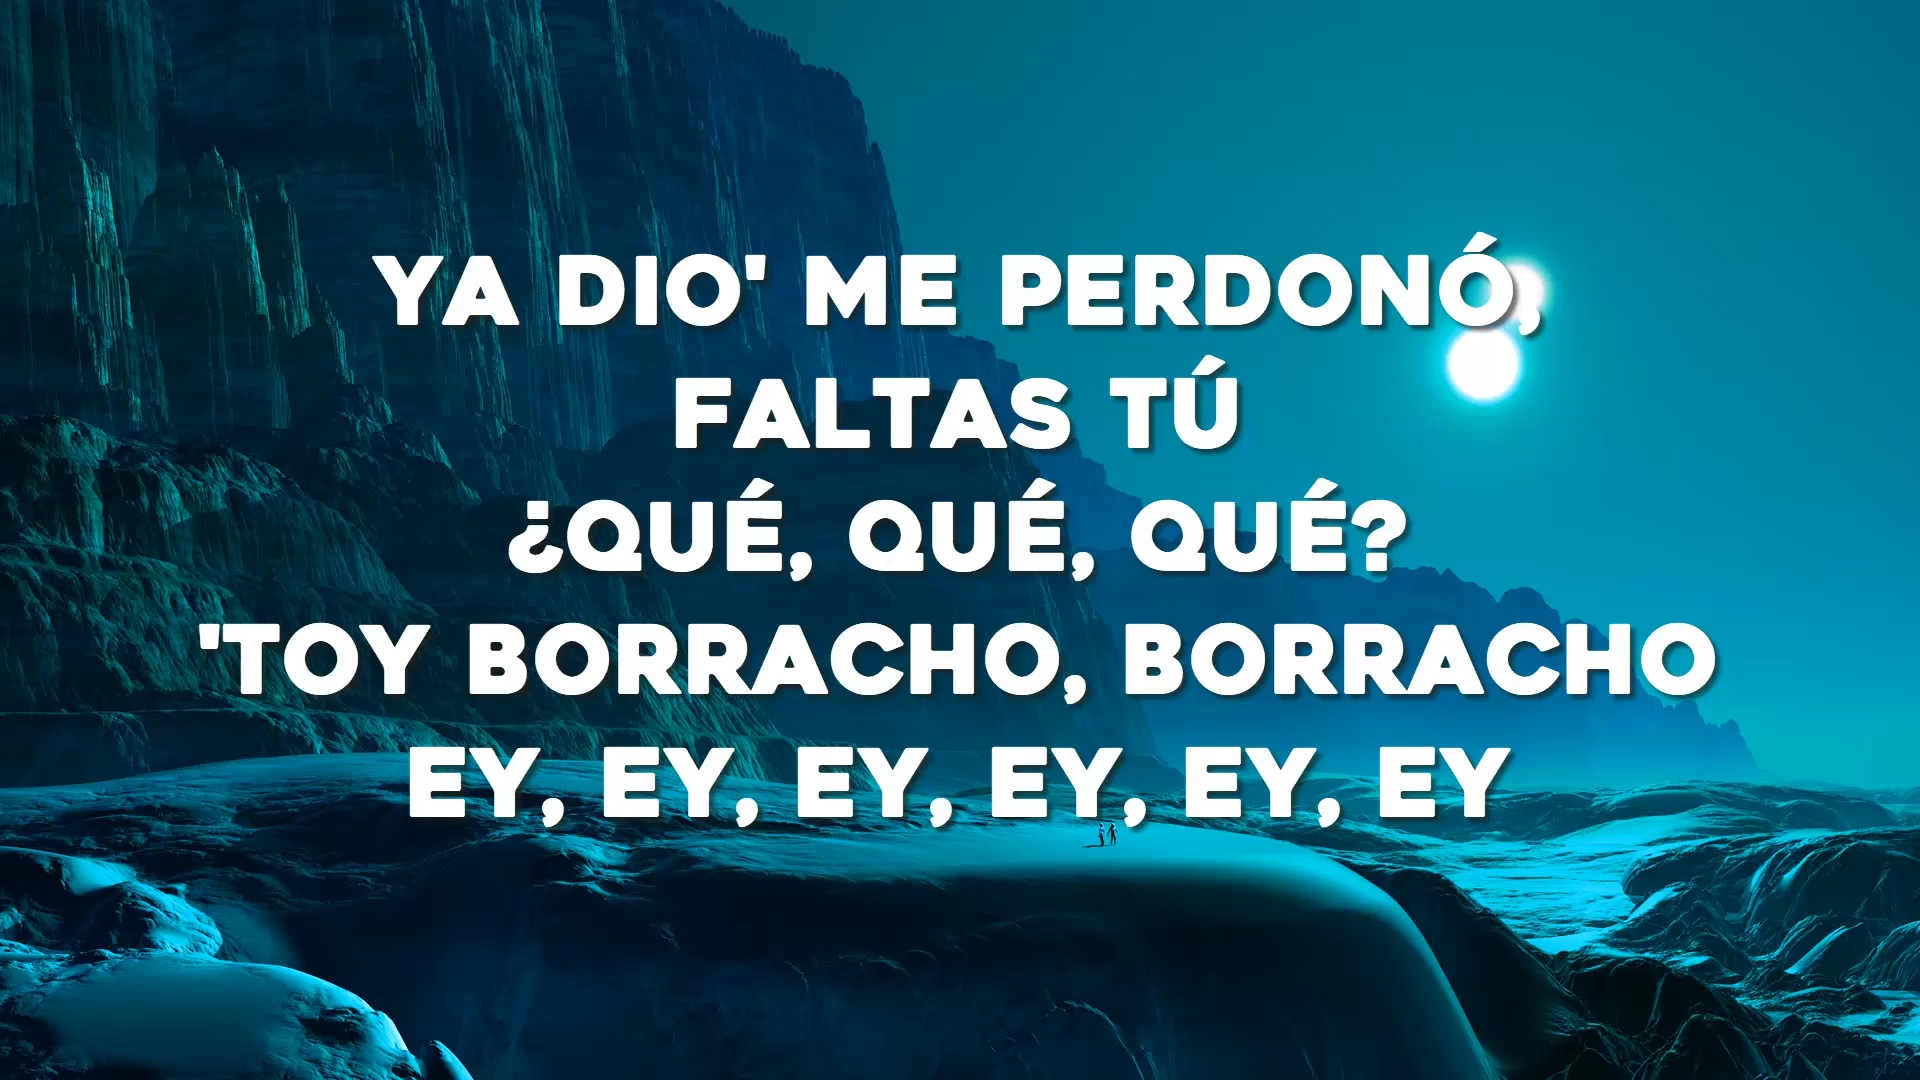 YA DIO' ME PERDONÓ,
FALTAS TÚ
¿QUÉ, QUÉ, QUÉ?
'TOY BORRACHO, BORRACHO
EY, EY, EY, EY, EY, EY